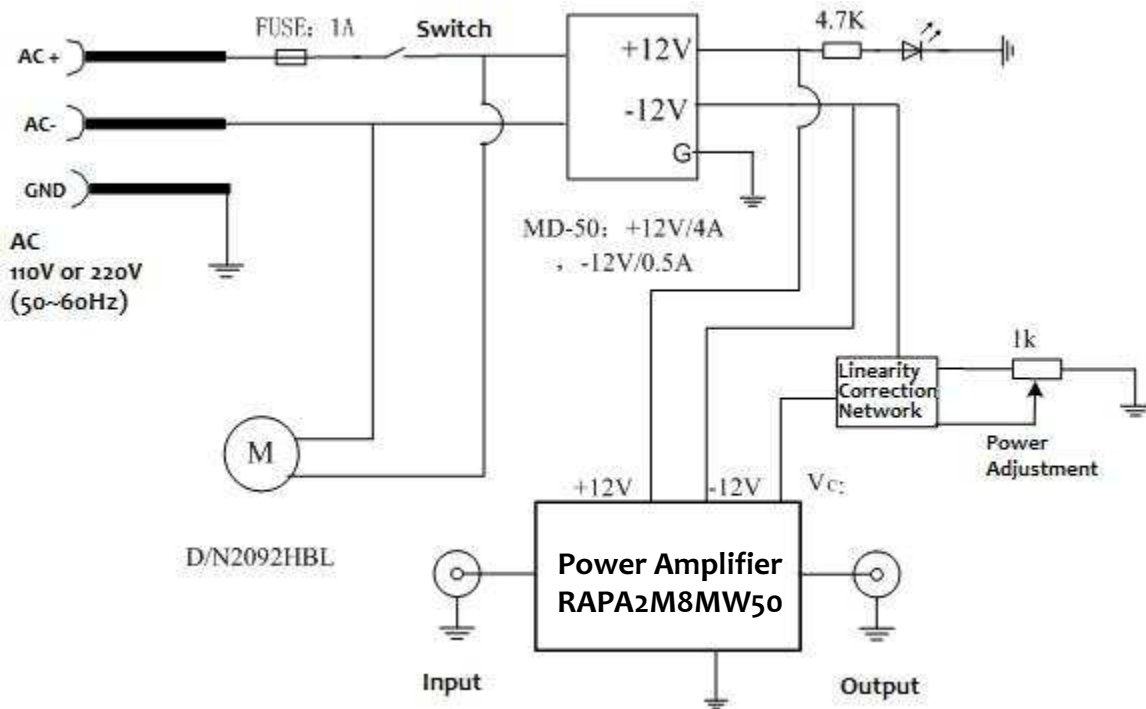 FUSE: 1A
Switch
4.7K
AC +
+12V
AC-
-12V
G
GND
MD-50: +12V/4A
, -12V/0.5A
AC
110V or 220V
(50~60Hz)
1k
Linearity
Correction
Network
Power
Adjustment
M
+12V
-12V
D/N2092HBL
Power Amplifier
RAPA2M8MW50
Input
Output